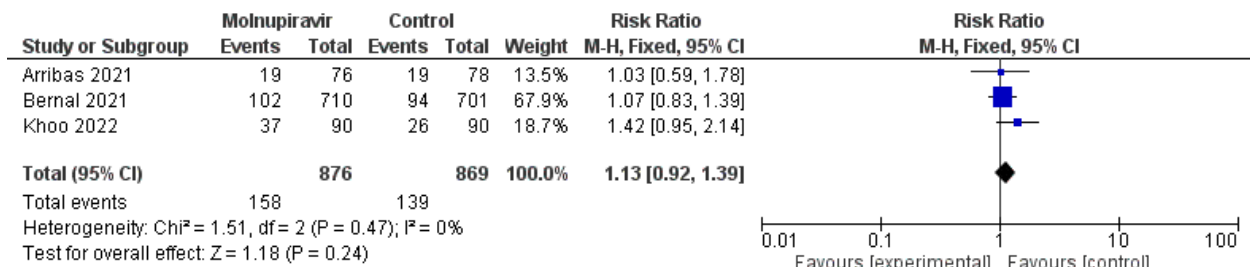 Molnupiravir Control Risk Ratio Risk Ratio
Study or Subgroup Events Total Events Total Weight M-H, Fixed, 95% CI M-H, Fixed, 95% CI
Arribas 2021 19 76 19 78 13.5% 1.03 [0.59, 1.78]
Bernal 2021 102 710 94 701 67.9% 1.07 [0.83, 1.39]
Khoo 2022 37 90 26 90 18.7% 1.42 [0.95, 2.14]
Total (95% CI) 876 869 100.0% 1.13 [0.92, 1.39]
Total events 158 139
Heterogeneity: Chi² = 1.51, df = 2 (P = 0.47); I² = 0%
Test for overall effect: Z = 1.18 (P = 0.24)
0.01 0.1 1 10 100
Favours [experimental] Favours [control]